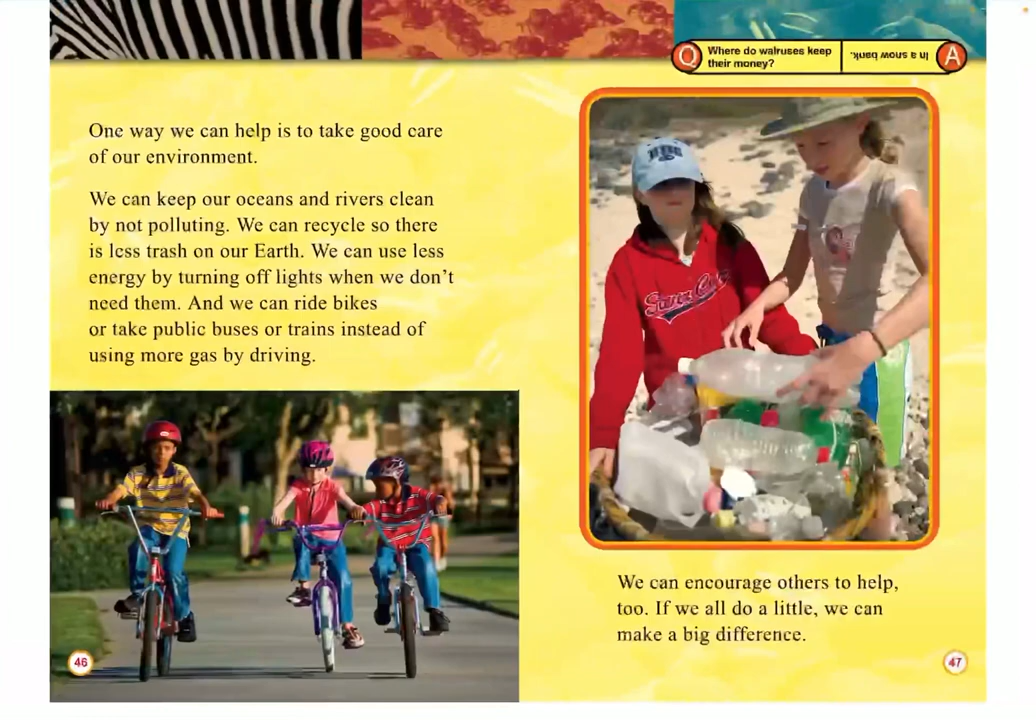 Q
Where do walruses keep
their money?
In a snow bank.
A
One way we can help is to take good care
of our environment.
We can keep our oceans and rivers clean
by not polluting. We can recycle so there
is less trash on our Earth. We can use less
energy by turning off lights when we don't
need them. And we can ride bikes
or take public buses or trains instead of
using more gas by driving.
46
We can encourage others to help,
too. If we all do a little, we can
make a big difference.
47